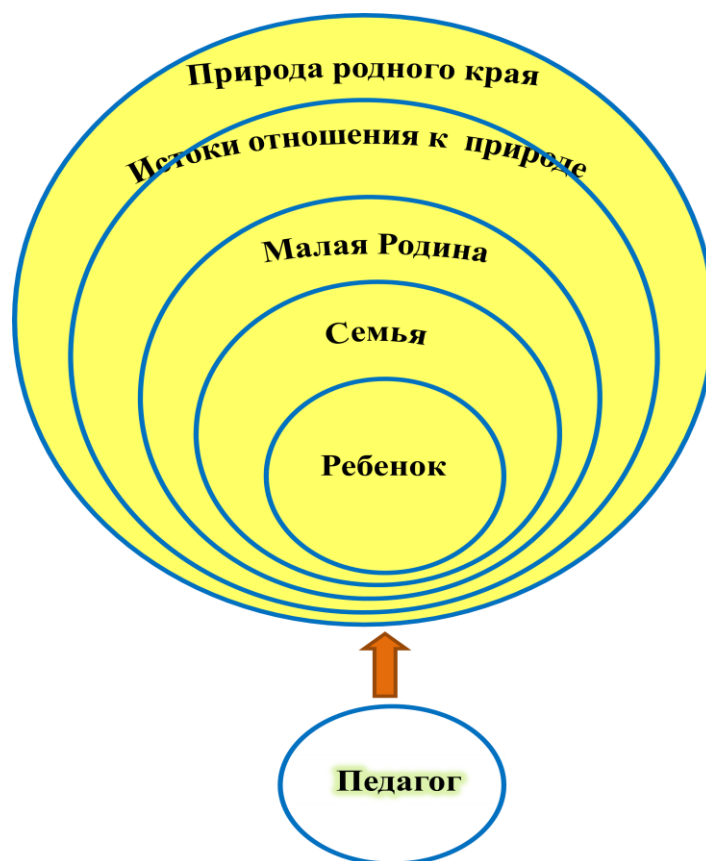 Природа родного края
Истоки отношения к природе
Малая Родина
Семья
Ребенок
Педагог